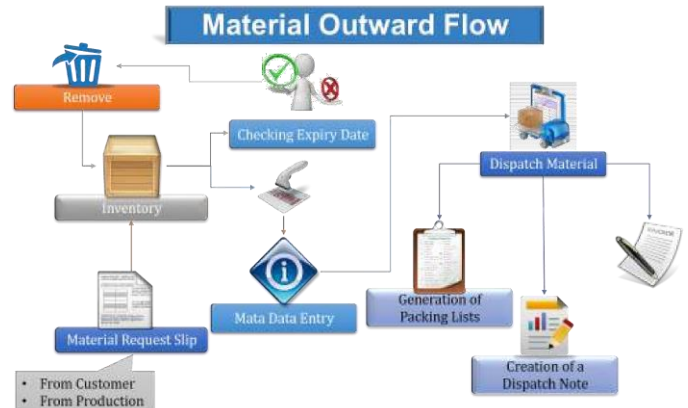 Material Outward Flow
Remove
Checking Expiry Date
Inventory
Mata Data Entry
Material Request Slip
• From Customer
• From Production
Dispatch Material
Generation of
Packing Lists
Creation of a
Dispatch Note
INVOICE